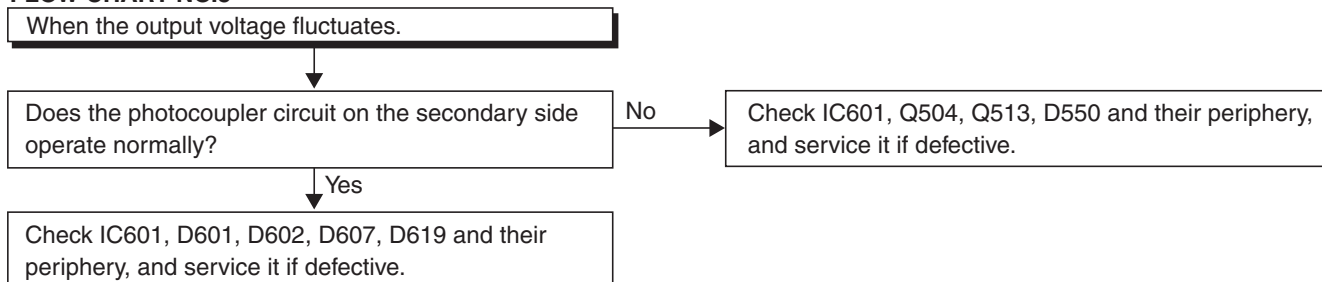 When the output voltage fluctuates.
Does the photocoupler circuit on the secondary side
operate normally?
No
Check IC601, Q504, Q513, D550 and their periphery,
and service it if defective.
Yes
Check IC601, D601, D602, D607, D619 and their
periphery, and service it if defective.